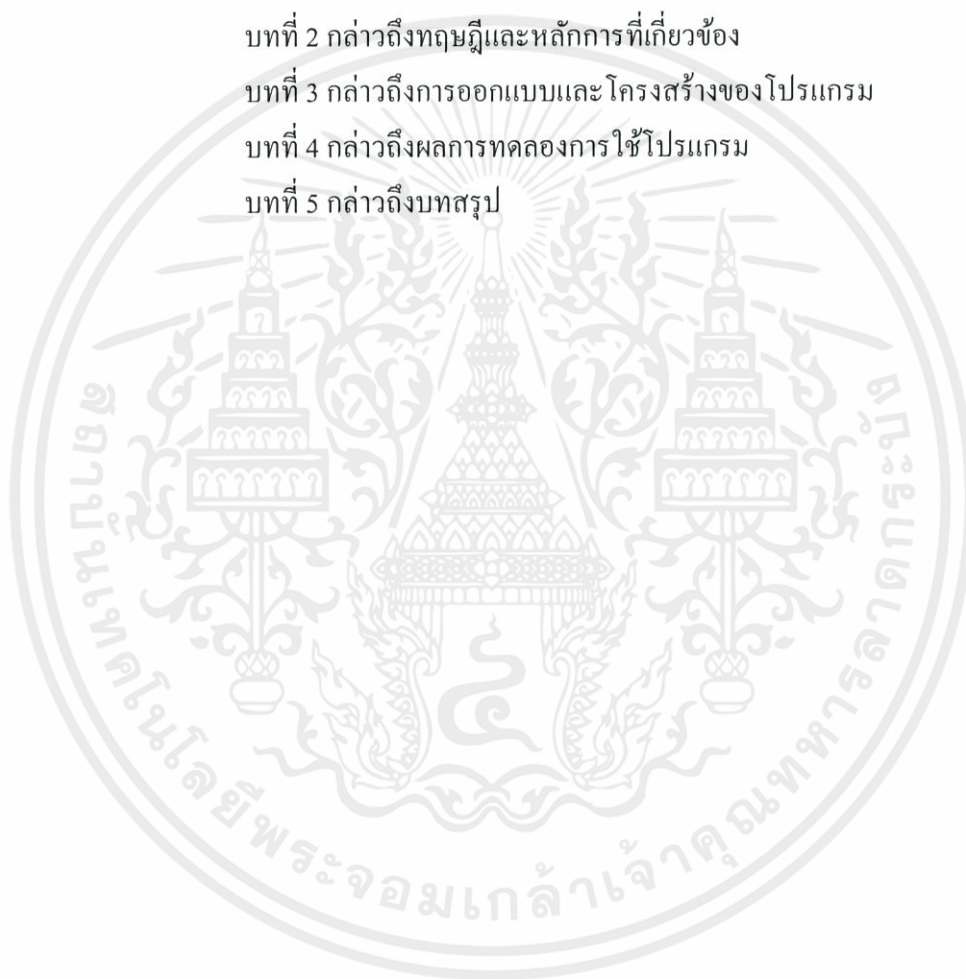 บทที่ 2 กล่าวถึงทฤษฎีและหลักการที่เกี่ยวข้อง
บทที่ 3 กล่าวถึงการออกแบบและโครงสร้างของโปรแกรม
บทที่ 4 กล่าวถึงผลการทดลองการใช้โปรแกรม
บทที่ 5 กล่าวถึงบทสรุป
สถาบันเทคโนโลยีพระจอมเกล้าเจ้าคุณทหารลาดกระบัง
๔